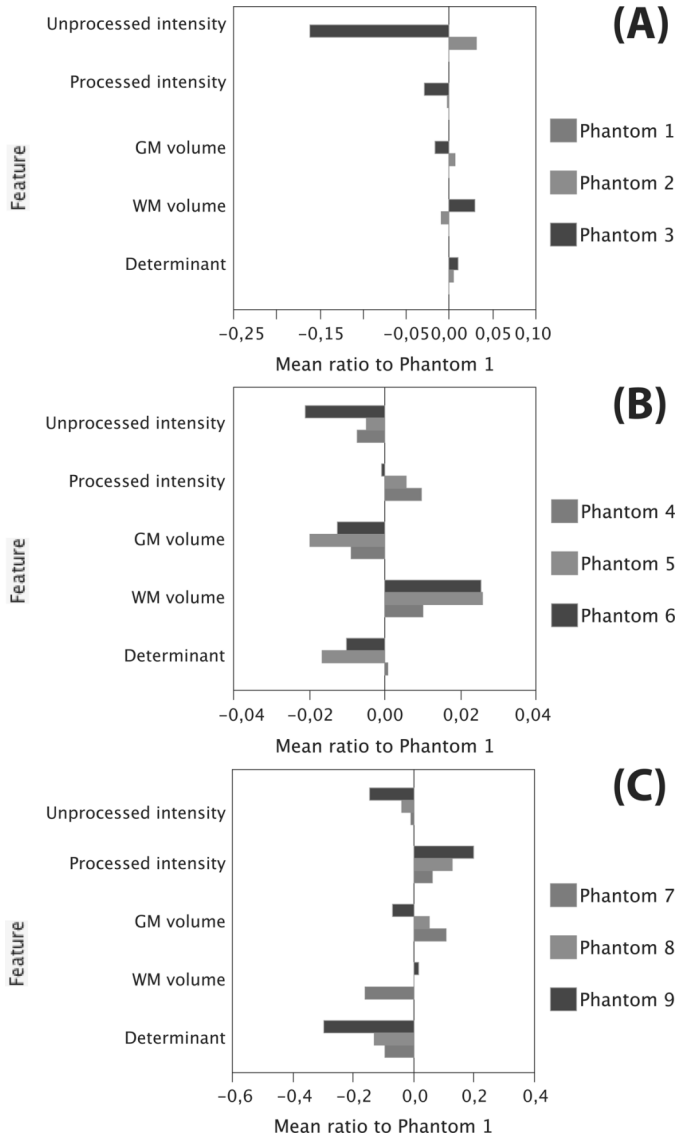 (A)
Unprocessed intensity
Processed intensity
GM volume
WM volume
Determinant
Feature
Phantom 1
Phantom 2
Phantom 3
−0,25 −0,15 −0,05 0,00 0,05 0,10
Mean ratio to Phantom 1
(B)
Unprocessed intensity
Processed intensity
GM volume
WM volume
Determinant
Feature
Phantom 4
Phantom 5
Phantom 6
−0,04 −0,02 0,00 0,02 0,04
Mean ratio to Phantom 1
(C)
Unprocessed intensity
Processed intensity
GM volume
WM volume
Determinant
Feature
Phantom 7
Phantom 8
Phantom 9
−0,6 −0,4 −0,2 0,0 0,2 0,4
Mean ratio to Phantom 1